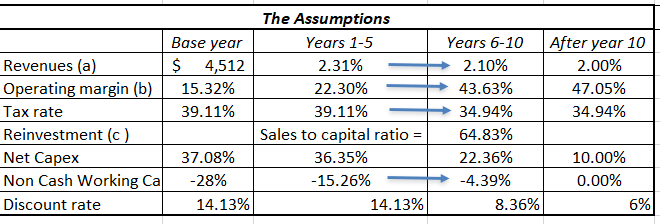 The Assumptions
Base year Years 1-5 Years 6-10 After year 10
Revenues (a) $ 4,512 2.31% 2.10% 2.00%
Operating margin (b) 15.32% 22.30% 43.63% 47.05%
Tax rate 39.11% 39.11% 34.94% 34.94%
Reinvestment (c ) Sales to capital ratio = 64.83%
Net Capex 37.08% 36.35% 22.36% 10.00%
Non Cash Working Ca -28% -15.26% -4.39% 0.00%
Discount rate 14.13% 14.13% 8.36% 6%